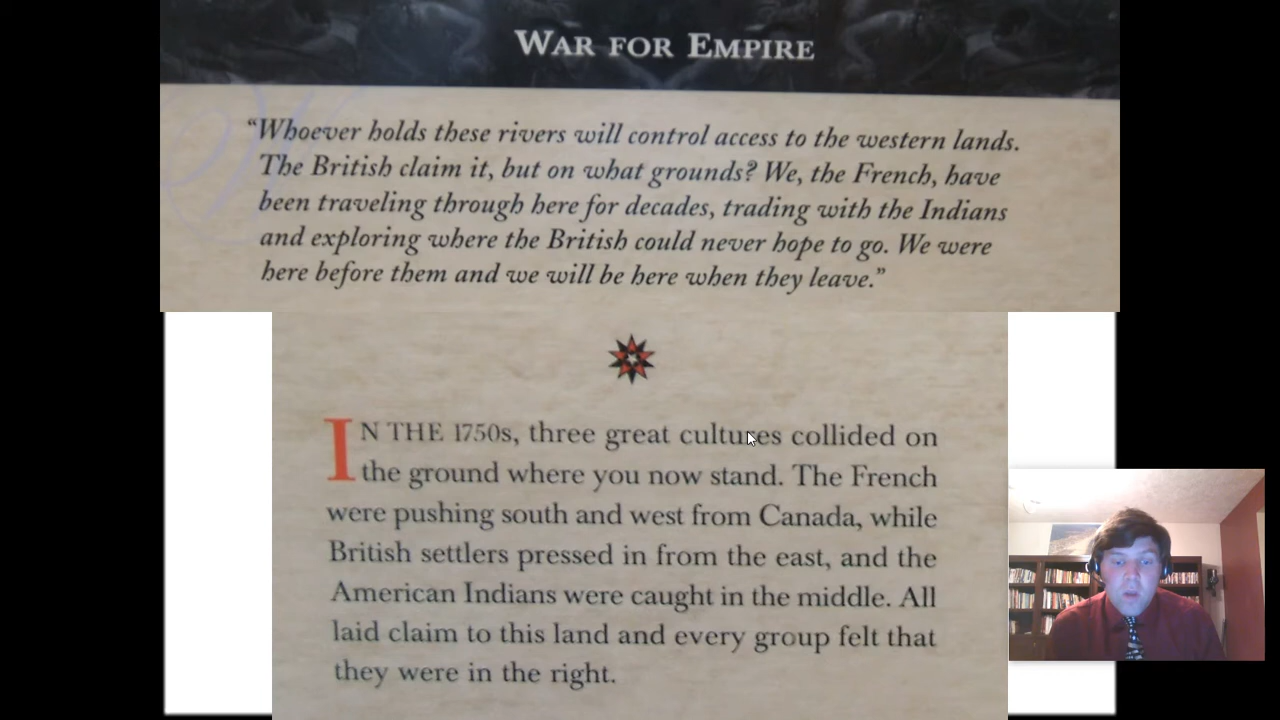 WAR FOR EMPIRE
“Whoever holds these rivers will control access to the western lands.
The British claim it, but on what grounds? We, the French, have
been traveling through here for decades, trading with the Indians
and exploring where the British could never hope to go. We were
here before them and we will be here when they leave.”
IN THE 1750s, three great cultures collided on
the ground where you now stand. The French
were pushing south and west from Canada, while
British settlers pressed in from the east, and the
American Indians were caught in the middle. All
laid claim to this land and every group felt that
they were in the right.